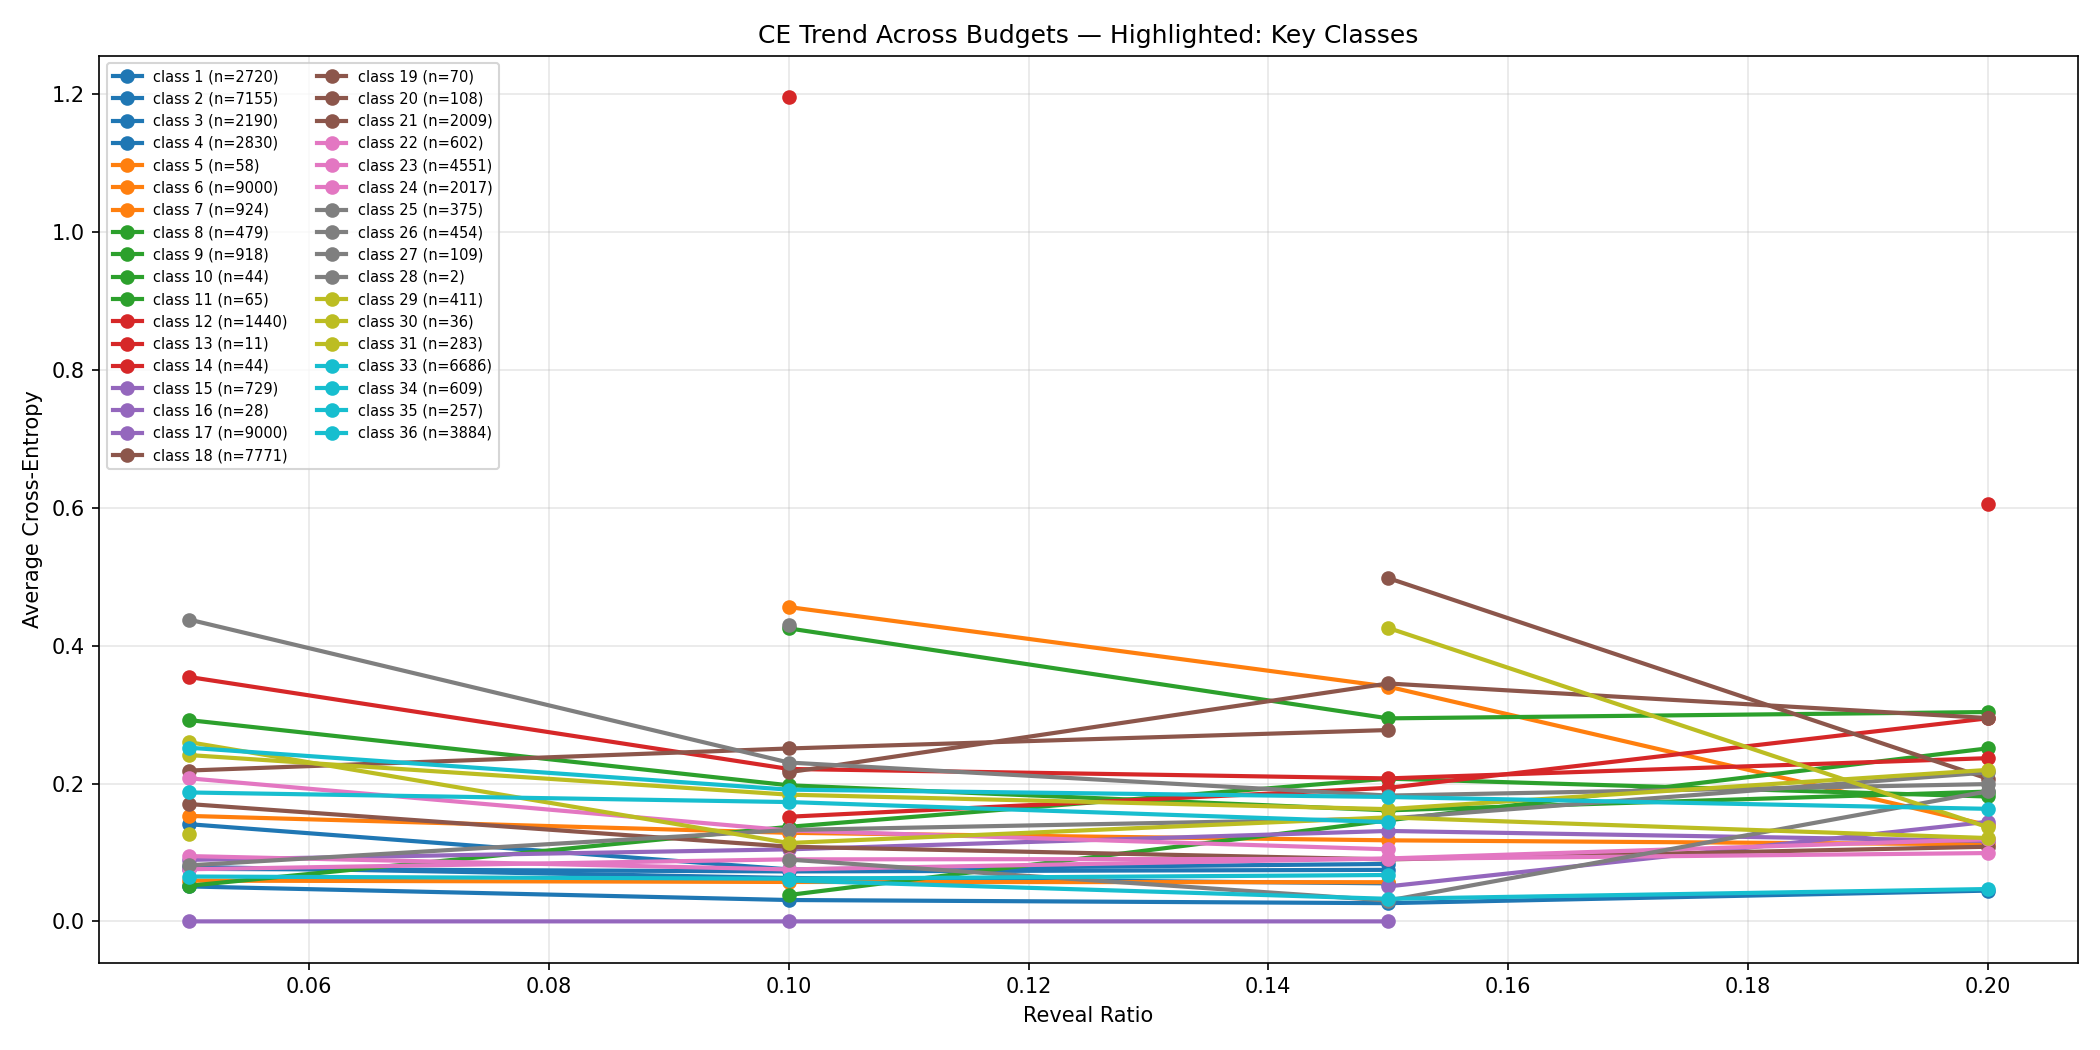 CE Trend Across Budgets — Highlighted: Key Classes
class 1 (n=2720)
class 2 (n=7155)
class 3 (n=2190)
class 4 (n=2830)
class 5 (n=58)
class 6 (n=9000)
class 7 (n=924)
class 8 (n=479)
class 9 (n=918)
class 10 (n=44)
class 11 (n=65)
class 12 (n=1440)
class 13 (n=11)
class 14 (n=44)
class 15 (n=729)
class 16 (n=28)
class 17 (n=9000)
class 18 (n=7771)
class 19 (n=70)
class 20 (n=108)
class 21 (n=2009)
class 22 (n=602)
class 23 (n=4551)
class 24 (n=2017)
class 25 (n=375)
class 26 (n=454)
class 27 (n=109)
class 28 (n=2)
class 29 (n=411)
class 30 (n=36)
class 31 (n=283)
class 33 (n=6686)
class 34 (n=609)
class 35 (n=257)
class 36 (n=3884)
Average Cross-Entropy
1.2
1.0
0.8
0.6
0.4
0.2
0.0
0.06
0.08
0.10
0.12
0.14
0.16
0.18
0.20
Reveal Ratio